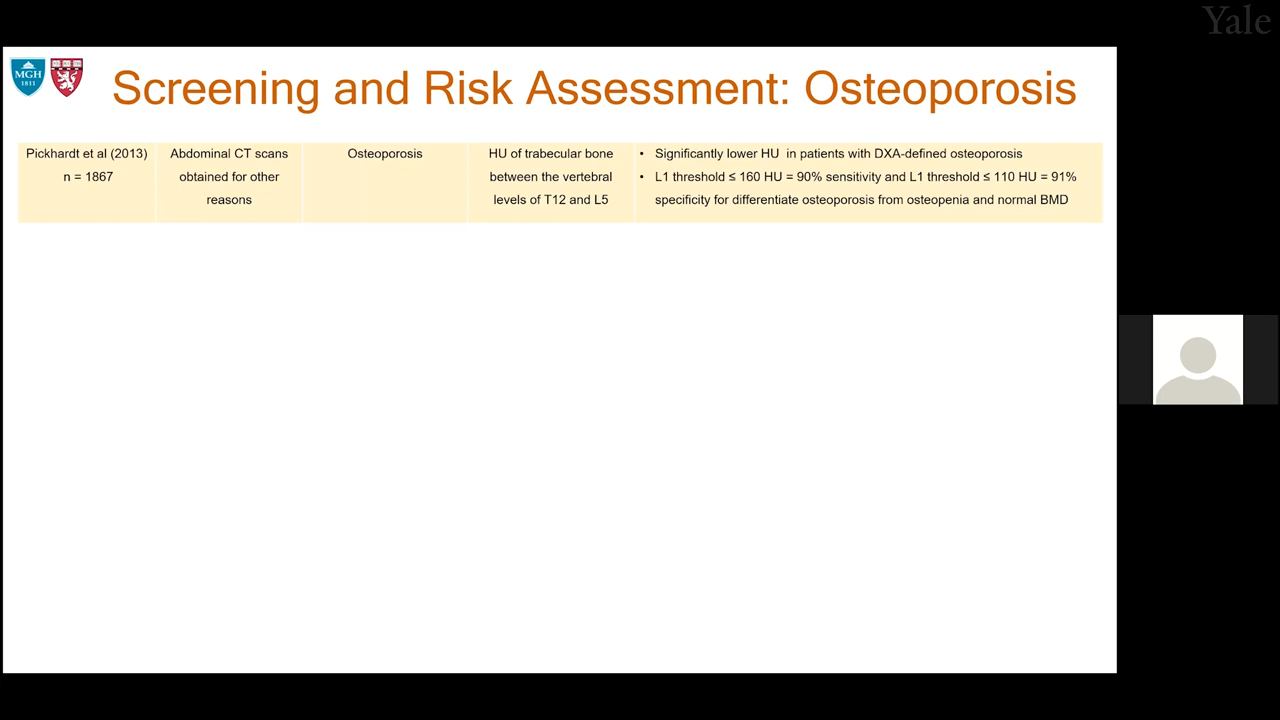 Yale
MGH
1811
Screening and Risk Assessment: Osteoporosis
Pickhardt et al (2013)
n = 1867
Abdominal CT scans
obtained for other
reasons
Osteoporosis
HU of trabecular bone
between the vertebral
levels of T12 and L5
• Significantly lower HU in patients with DXA-defined osteoporosis
• L1 threshold ≤ 160 HU = 90% sensitivity and L1 threshold ≤ 110 HU = 91%
specificity for differentiate osteoporosis from osteopenia and normal BMD